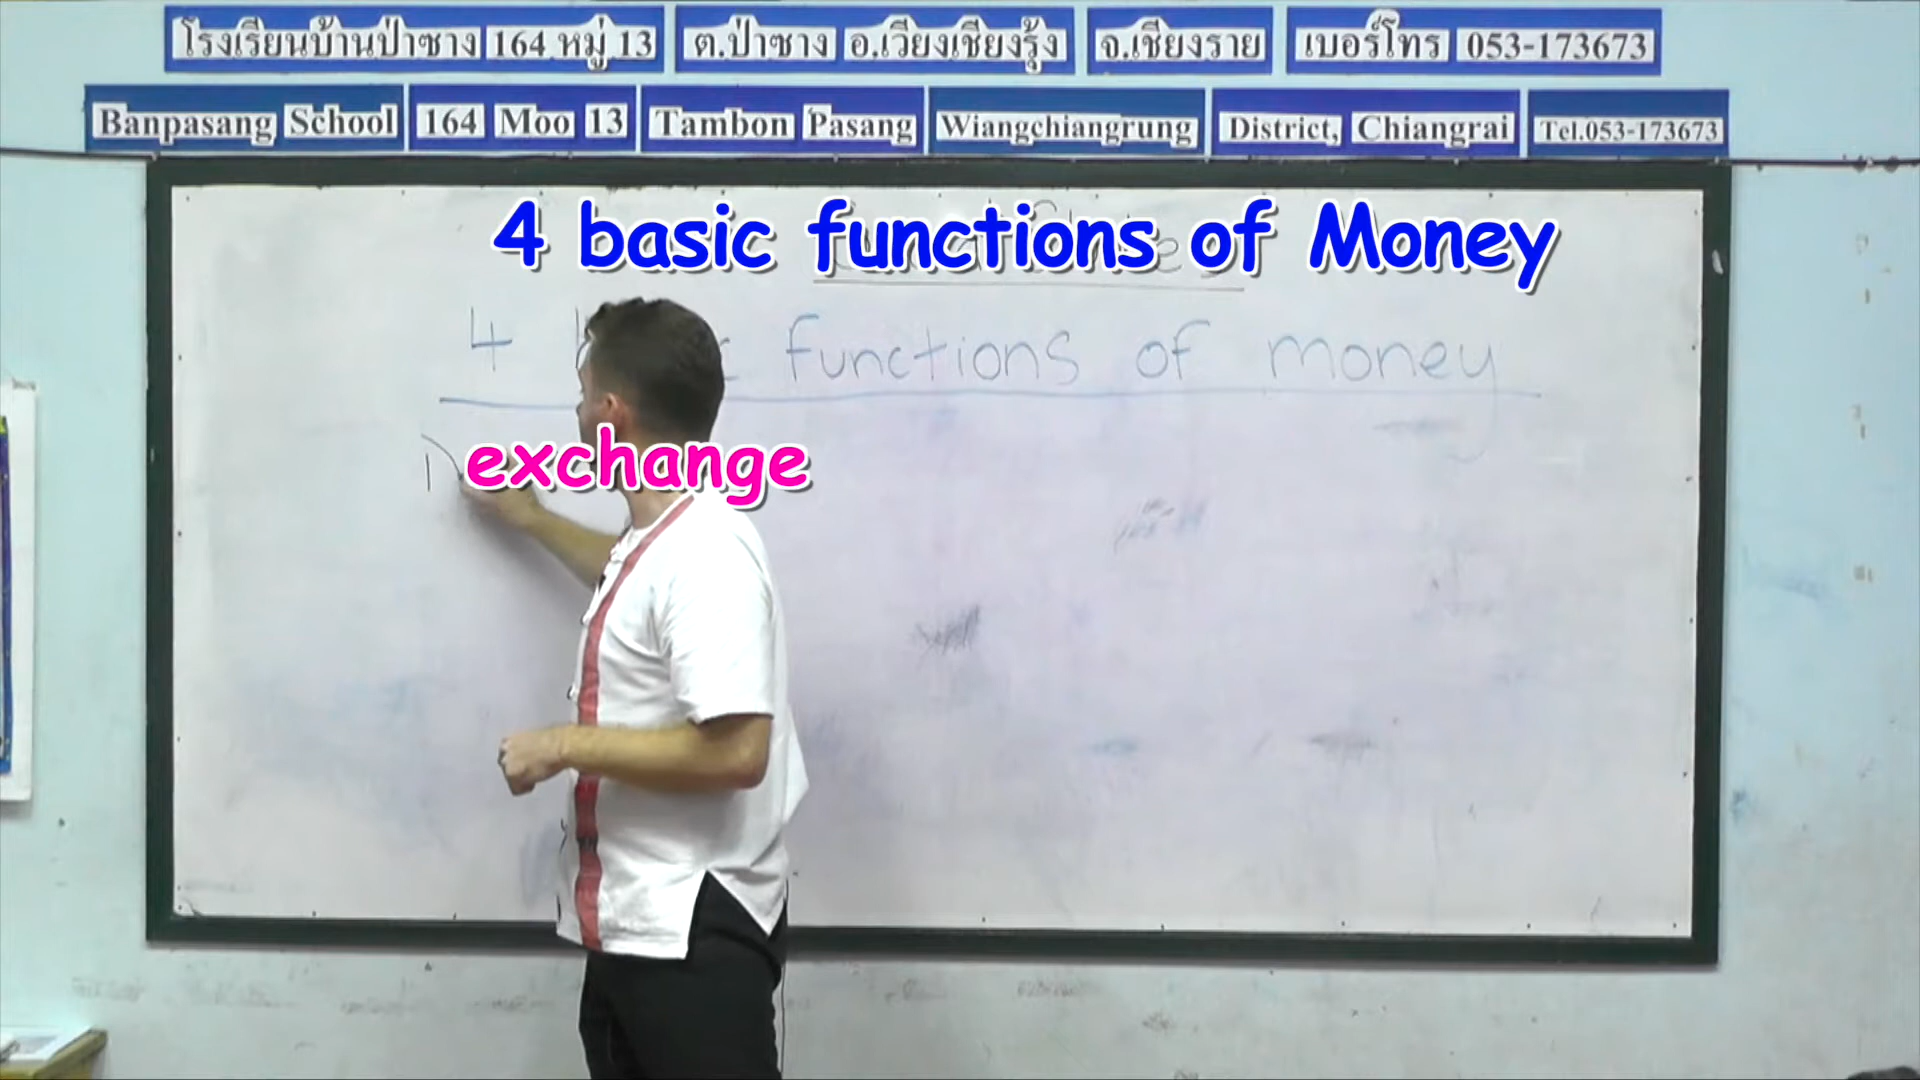 โรงเรียนบ้านป่าซาง 164 หมู่ 13 ต.ป่าซาง อ.เวียงเชียงรุ้ง จ.เชียงราย เบอร์โทร 053-173673
Banpasang School 164 Moo 13 Tambon Pasang Wiangchiangrung District, Chiangrai Tel.053-173673
4 basic functions of Money
4 functions of money
1)
exchange